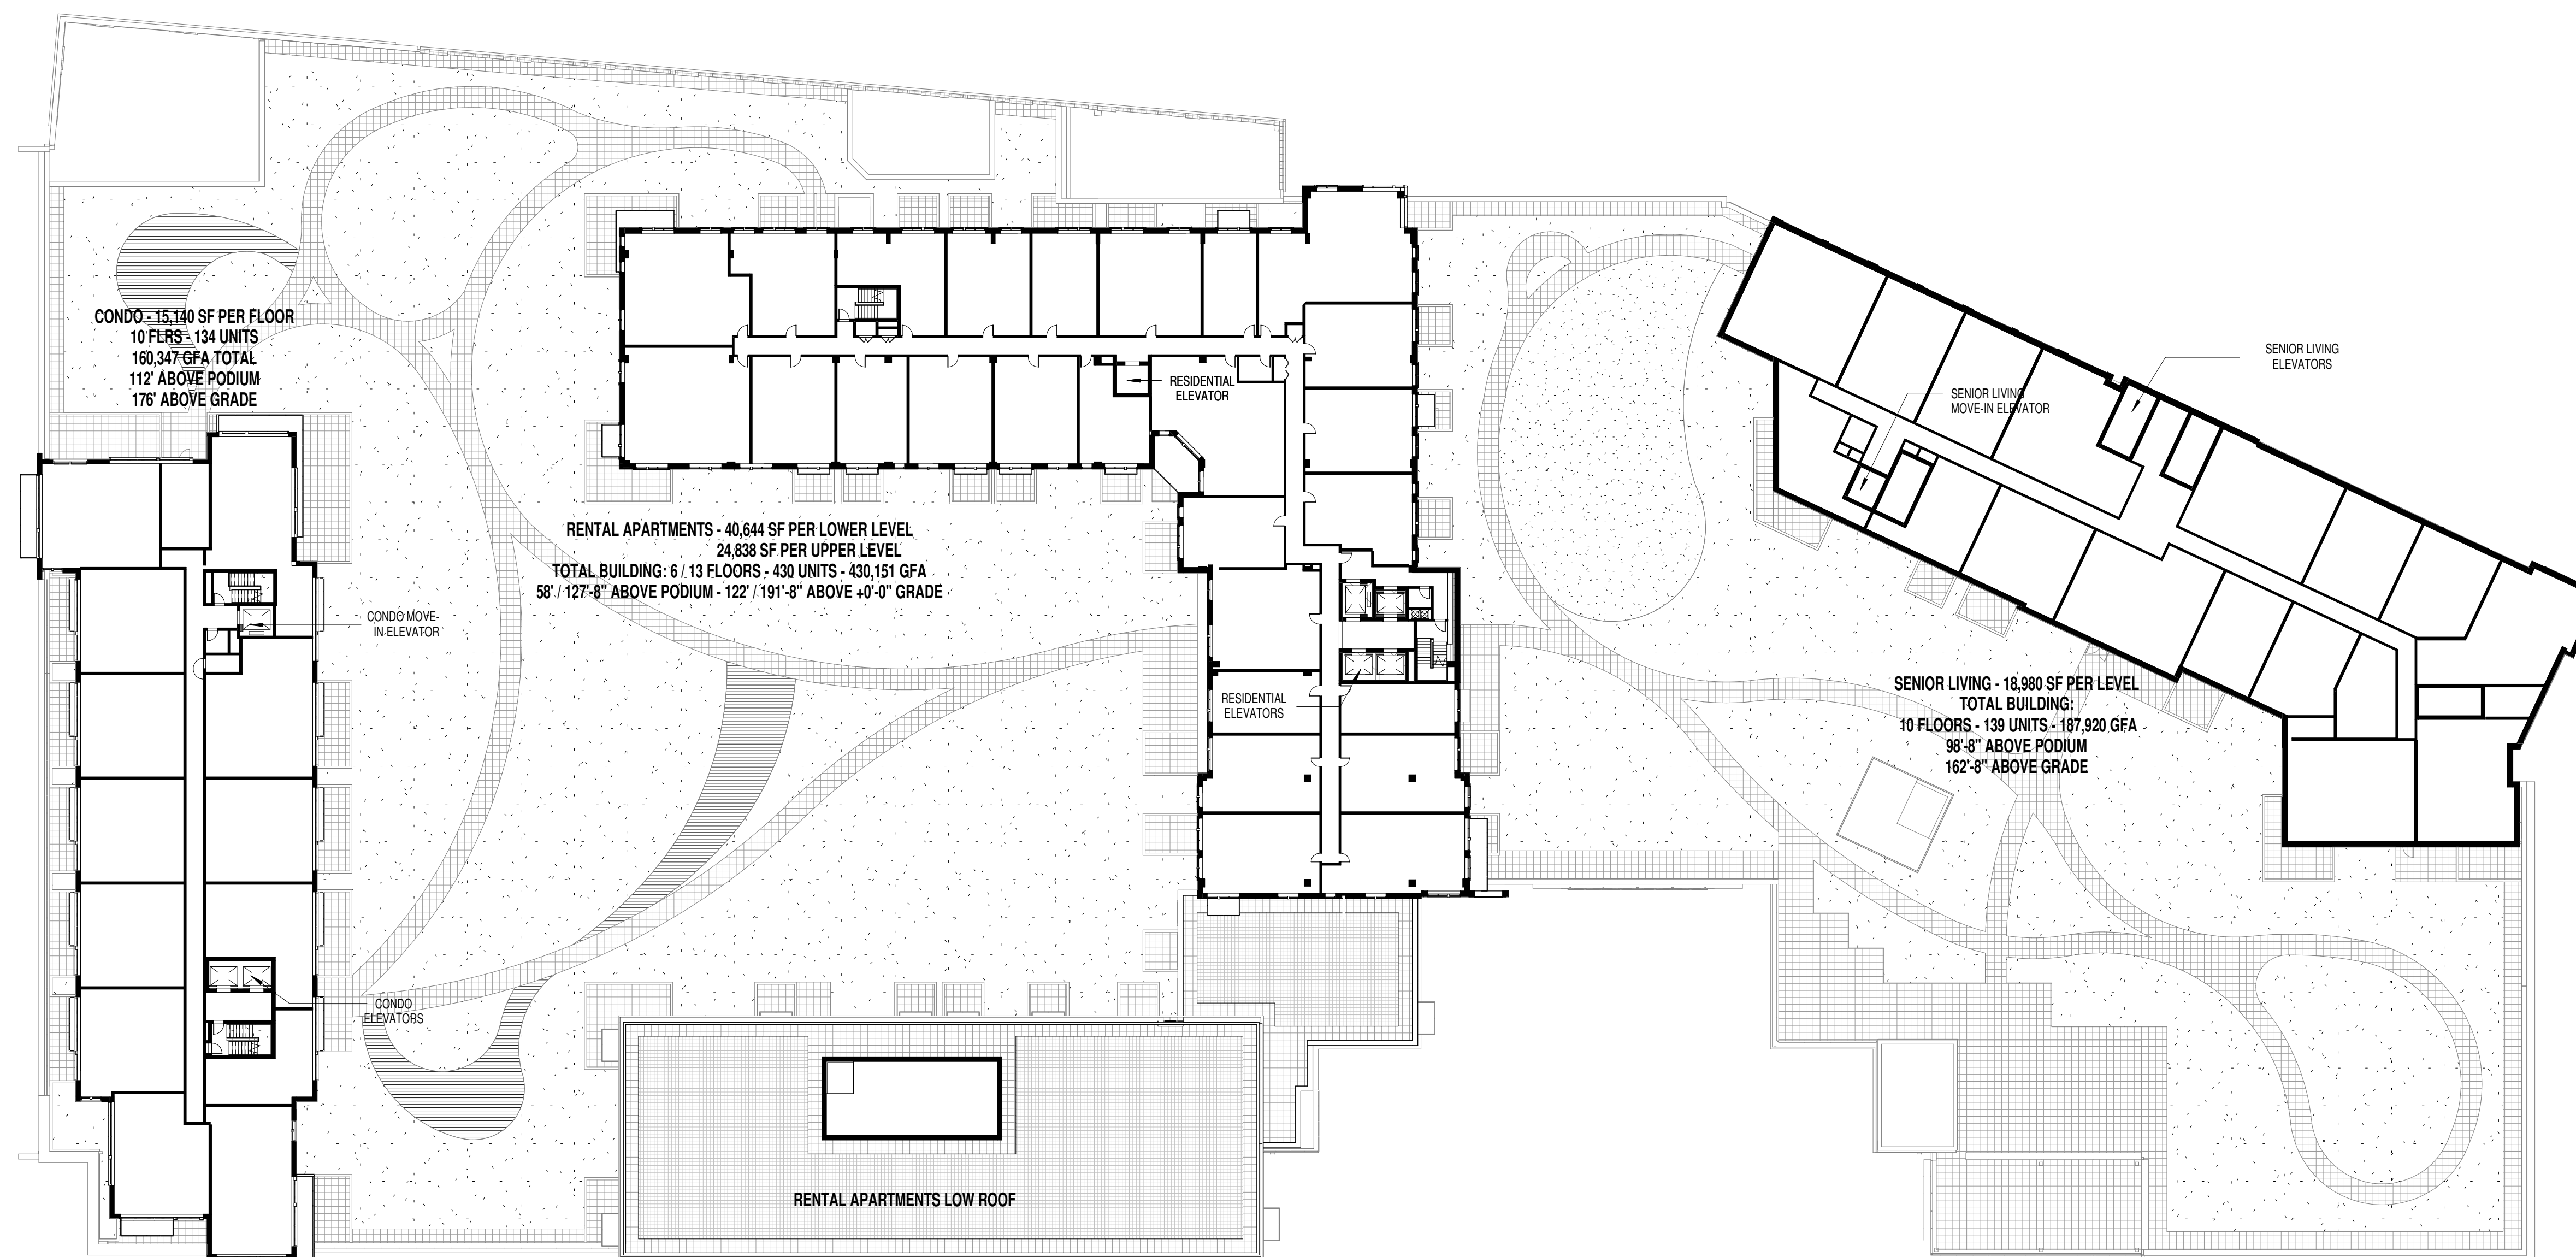 CONDO - 15,140 SF PER FLOOR
10 FLRS - 134 UNITS
160,347 GFA TOTAL
112' ABOVE PODIUM
176' ABOVE GRADE
CONDO MOVE-
IN ELEVATOR
CONDO
ELEVATORS
RESIDENTIAL
ELEVATOR
RENTAL APARTMENTS - 40,644 SF PER LOWER LEVEL
24,838 SF PER UPPER LEVEL
TOTAL BUILDING: 6 / 13 FLOORS - 430 UNITS - 430,151 GFA
58' / 127'-8" ABOVE PODIUM - 122' / 191'-8" ABOVE +0'-0" GRADE
RESIDENTIAL
ELEVATORS
RENTAL APARTMENTS LOW ROOF
SENIOR LIVING
ELEVATORS
SENIOR LIVING
MOVE-IN ELEVATOR
SENIOR LIVING - 18,980 SF PER LEVEL
TOTAL BUILDING:
10 FLOORS - 139 UNITS - 187,920 GFA
98'-8" ABOVE PODIUM
162'-8" ABOVE GRADE